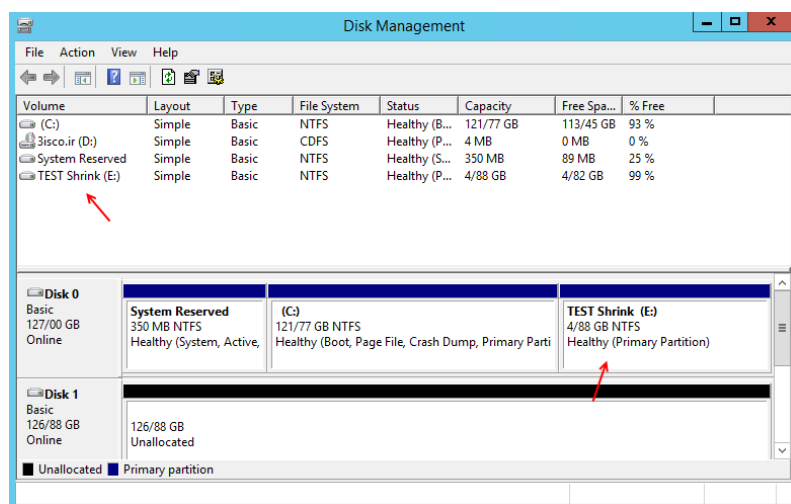 Disk Management
File Action View Help
Volume Layout Type File System Status Capacity Free Spa... % Free
(C:) Simple Basic NTFS Healthy (B... 121/77 GB 113/45 GB 93 %
3isco.ir (D:) Simple Basic CDFS Healthy (P... 4 MB 0 MB 0 %
System Reserved Simple Basic NTFS Healthy (S... 350 MB 89 MB 25 %
TEST Shrink (E:) Simple Basic NTFS Healthy (P... 4/88 GB 4/82 GB 99 %
Disk 0
Basic
127/00 GB
Online
System Reserved
350 MB NTFS
Healthy (System, Active,
(C:)
121/77 GB NTFS
Healthy (Boot, Page File, Crash Dump, Primary Parti
TEST Shrink (E:)
4/88 GB NTFS
Healthy (Primary Partition)
Disk 1
Basic
126/88 GB
Online
126/88 GB
Unallocated
Unallocated Primary partition